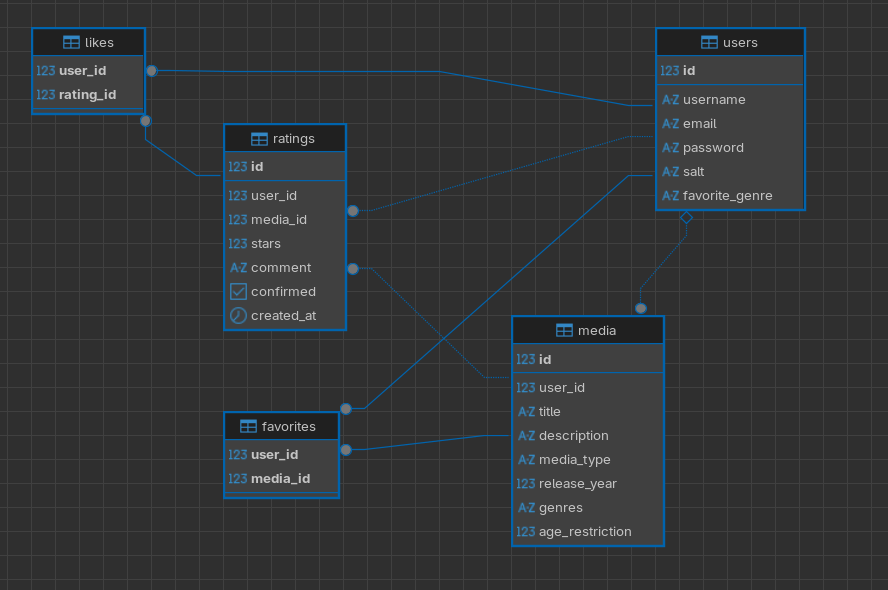 likes
123 user_id
123 rating_id
users
123 id
A-Z username
A-Z email
A-Z password
A-Z salt
A-Z favorite_genre
ratings
123 id
123 user_id
123 media_id
123 stars
A-Z comment
confirmed
created_at
media
123 id
123 user_id
A-Z title
A-Z description
A-Z media_type
123 release_year
A-Z genres
123 age_restriction
favorites
123 user_id
123 media_id